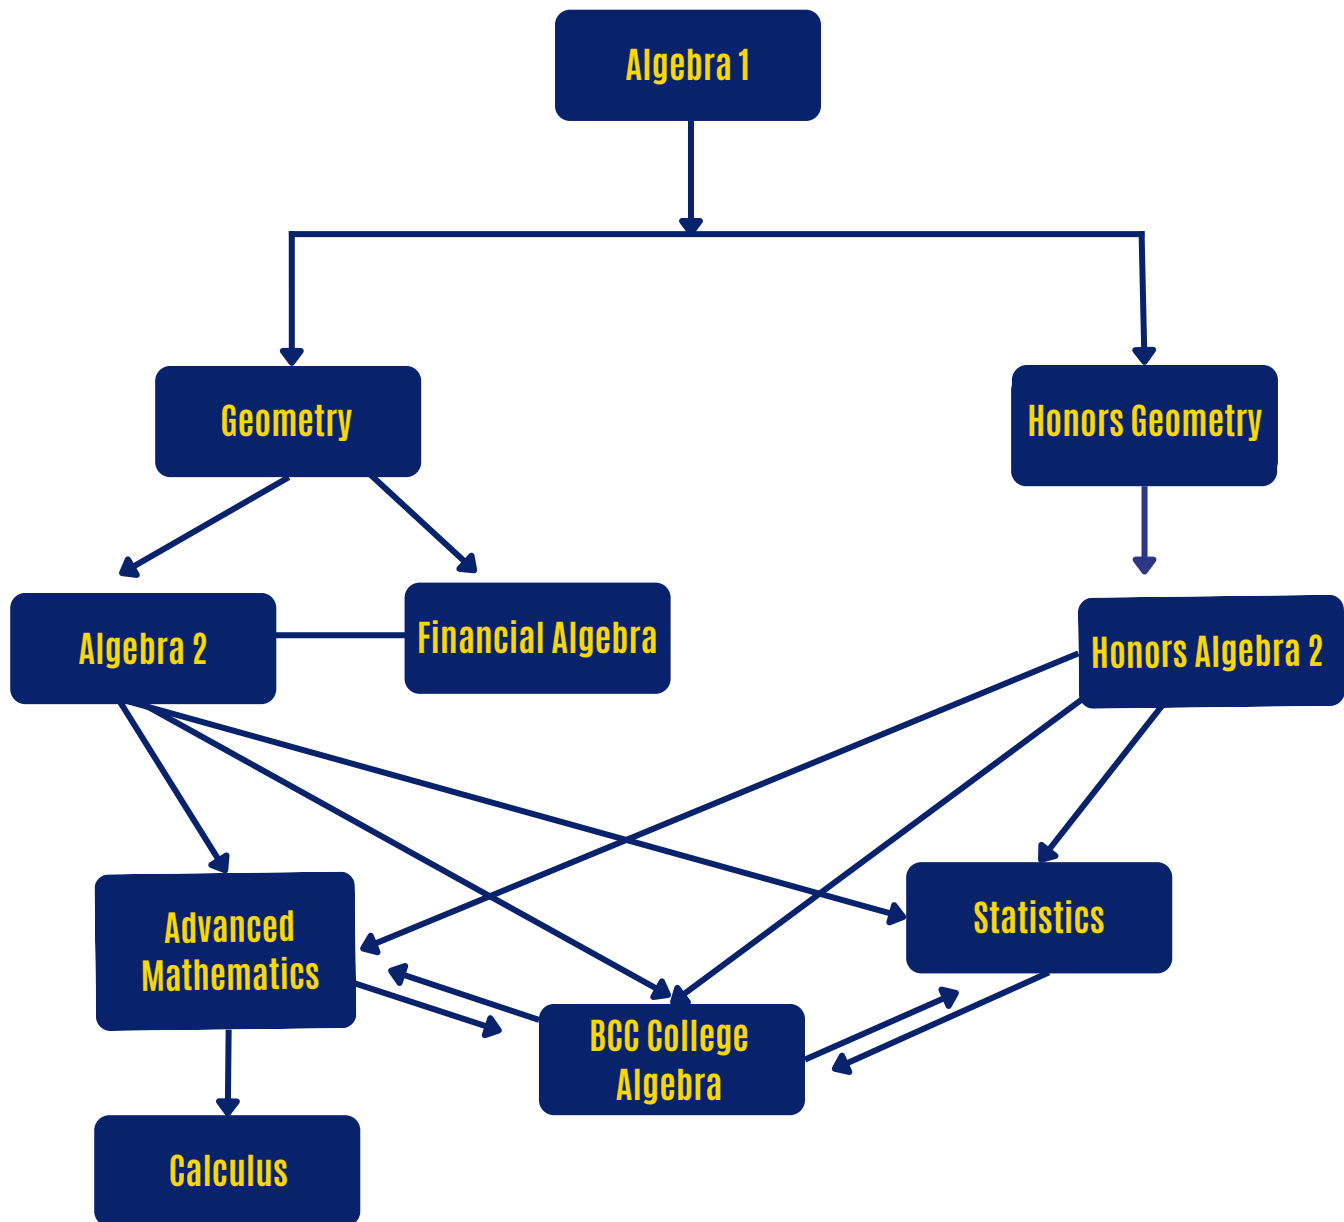 Algebra 1
Geometry
Honors Geometry
Algebra 2
Financial Algebra
Honors Algebra 2
Advanced
Mathematics
Statistics
BCC College
Algebra
Calculus